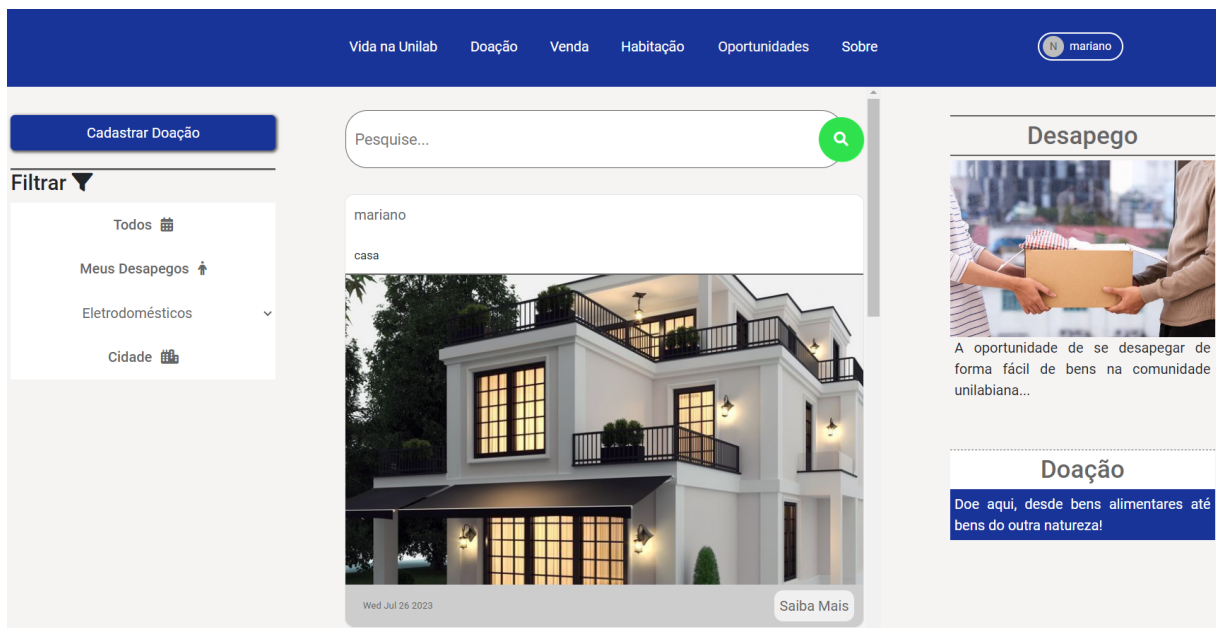 Vida na Unilab Doação Venda Habitação Oportunidades Sobre
N mariano
Cadastrar Doação
Filtrar
Todos
Meus Desapegos
Eletrodomésticos
Cidade
Pesquise...
mariano
casa
Wed Jul 26 2023
Saiba Mais
Desapego
A oportunidade de se desapegar de
forma fácil de bens na comunidade
unilabiana...
Doação
Doe aqui, desde bens alimentares até
bens do outra natureza!